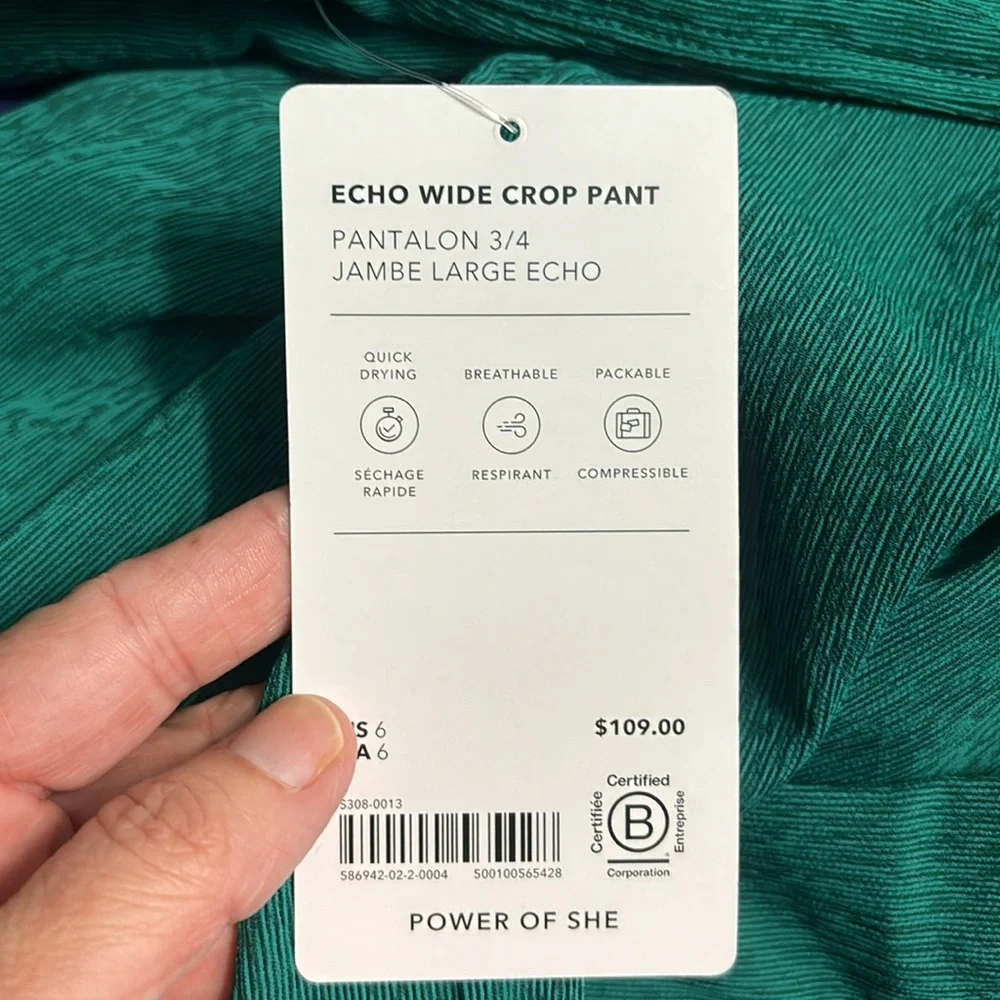 ECHO WIDE CROP PANT
PANTALON 3/4
JAMBE LARGE ECHO
QUICK
DRYING
BREATHABLE
PACKABLE
SÉCHAGE
RAPIDE
RESPIRANT
COMPRESSIBLE
S 6
A 6
$109.00
S308-0013
586942-02-2-0004 500100565428
Certified
Certifiée
B
Entreprise
Corporation
POWER OF SHE